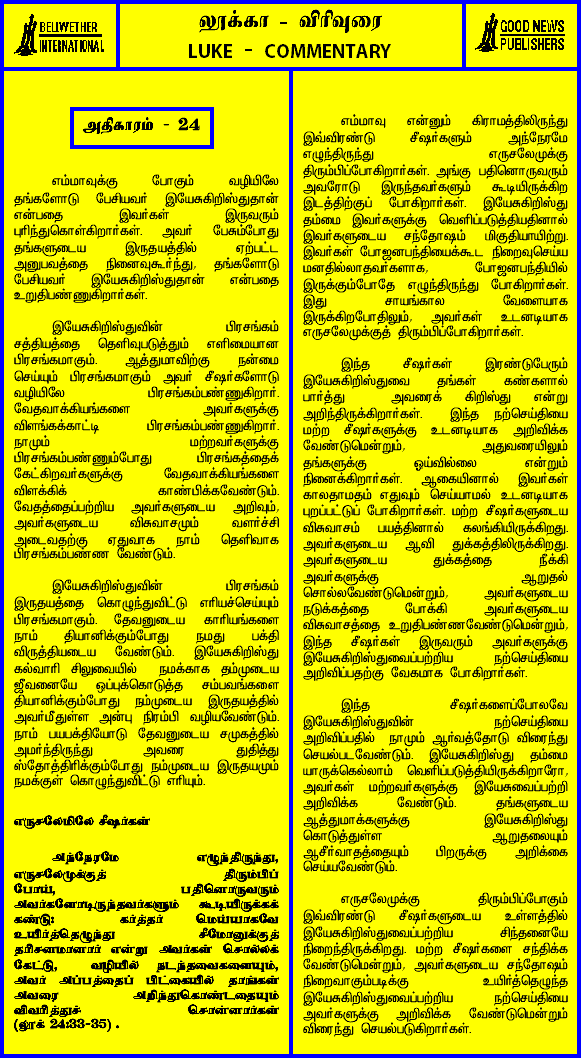 BELLWETHER
INTERNATIONAL
லூக்கா - விரிவுரை
LUKE - COMMENTARY
GOOD NEWS
PUBLISHERS
அதிகாரம் - 24
எம்மாவுக்கு போகும் வழியிலே
தங்களோடு பேசியவர் இயேசுகிறிஸ்துதான்
என்பதை இவர்கள் இருவரும்
புரிந்துகொள்கிறார்கள். அவர் பேசும்போது
தங்களுடைய இருதயத்தில் ஏற்பட்ட
அனுபவத்தை நினைவுகூர்ந்து, தங்களோடு
பேசியவர் இயேசுகிறிஸ்துதான் என்பதை
உறுதிபண்ணுகிறார்கள்.
இயேசுகிறிஸ்துவின் பிரசங்கம்
சத்தியத்தை தெளிவுபடுத்தும் எளிமையான
பிரசங்கமாகும். ஆத்துமாவிற்கு நன்மை
செய்யும் பிரசங்கமாகும் அவர் சீஷர்களோடு
வழியிலே பிரசங்கம்பண்ணுகிறார்.
வேதவாக்கியங்களை அவர்களுக்கு
விளங்கக்காட்டி பிரசங்கம்பண்ணுகிறார்.
நாமும் மற்றவர்களுக்கு
பிரசங்கம்பண்ணும்போது பிரசங்கத்தைக்
கேட்கிறவர்களுக்கு வேதவாக்கியங்களை
விளக்கிக் காண்பிக்கவேண்டும்.
வேதத்தைப்பற்றிய அவர்களுடைய அறிவும்,
அவர்களுடைய விசுவாசமும் வளர்ச்சி
அடைவதற்கு ஏதுவாக நாம் தெளிவாக
பிரசங்கம்பண்ண வேண்டும்.
இயேசுகிறிஸ்துவின் பிரசங்கம்
இருதயத்தை கொழுந்துவிட்டு எரியச்செய்யும்
பிரசங்கமாகும். தேவனுடைய காரியங்களை
நாம் தியானிக்கும்போது நமது பக்தி
விருத்தியடைய வேண்டும். இயேசுகிறிஸ்து
கல்வாரி சிலுவையில் நமக்காக தம்முடைய
ஜீவனையே ஒப்புக்கொடுத்த சம்பவங்களை
தியானிக்கும்போது நம்முடைய இருதயத்தில்
அவர்மீதுள்ள அன்பு நிரம்பி வழியவேண்டும்.
நாம் பயபக்தியோடு தேவனுடைய சமுகத்தில்
அமர்ந்திருந்து அவரை துதித்து
ஸ்தோத்திரிக்கும்போது நம்முடைய இருதயமும்
நமக்குள் கொழுந்துவிட்டு எரியும்.
எருசலேமிலே சீஷர்கள்
அந்நேரமே எழுந்திருந்து,
எருசலேமுக்குத் திரும்பிப்
போய், பதினொருவரும்
அவர்களோடிருந்தவர்களும் கூடியிருக்கக்
கண்டு: கர்த்தர் மெய்யாகவே
உயிர்த்தெழுந்து சீமோனுக்குத்
தரிசனமானார் என்று அவர்கள் சொல்லக்
கேட்டு, வழியில் நடந்தவைகளையும்,
அவர் அப்பத்தைப் பிட்கையில் தாங்கள்
அவரை அறிந்துகொண்டதையும்
விவரித்துச் சொன்னார்கள்
(லூக் 24:33-35) .
எம்மாவு என்னும் கிராமத்திலிருந்து
இவ்விரண்டு சீஷர்களும் அந்நேரமே
எழுந்திருந்து எருசலேமுக்கு
திரும்பிப்போகிறார்கள். அங்கு பதினொருவரும்
அவரோடு இருந்தவர்களும் கூடியிருக்கிற
இடத்திற்குப் போகிறார்கள். இயேசுகிறிஸ்து
தம்மை இவர்களுக்கு வெளிப்படுத்தியதினால்
இவர்களுடைய சந்தோஷம் மிகுதியாயிற்று.
இவர்கள் போஜனபந்தியைக்கூட நிறைவுசெய்ய
மனதில்லாதவர்களாக, போஜனபந்தியில்
இருக்கும்போதே எழுந்திருந்து போகிறார்கள்.
இது சாயங்கால வேளையாக
இருக்கிறபோதிலும், அவர்கள் உடனடியாக
எருசலேமுக்குத் திரும்பிப்போகிறார்கள்.
இந்த சீஷர்கள் இரண்டுபேரும்
இயேசுகிறிஸ்துவை தங்கள் கண்களால்
பார்த்து அவரைக் கிறிஸ்து என்று
அறிந்திருக்கிறார்கள். இந்த நற்செய்தியை
மற்ற சீஷர்களுக்கு உடனடியாக அறிவிக்க
வேண்டுமென்றும், அதுவரையிலும்
தங்களுக்கு ஓய்வில்லை என்றும்
நினைக்கிறார்கள். ஆகையினால் இவர்கள்
காலதாமதம் எதுவும் செய்யாமல் உடனடியாக
புறப்பட்டுப் போகிறார்கள். மற்ற சீஷர்களுடைய
விசுவாசம் பயத்தினால் கலங்கியிருக்கிறது.
அவர்களுடைய ஆவி துக்கத்திலிருக்கிறது.
அவர்களுடைய துக்கத்தை நீக்கி
அவர்களுக்கு ஆறுதல்
சொல்லவேண்டுமென்றும், அவர்களுடைய
நடுக்கத்தை போக்கி அவர்களுடைய
விசுவாசத்தை உறுதிபண்ணவேண்டுமென்றும்,
இந்த சீஷர்கள் இருவரும் அவர்களுக்கு
இயேசுகிறிஸ்துவைப்பற்றிய நற்செய்தியை
அறிவிப்பதற்கு வேகமாக போகிறார்கள்.
இந்த சீஷர்களைப்போலவே
இயேசுகிறிஸ்துவின் நற்செய்தியை
அறிவிப்பதில் நாமும் ஆர்வத்தோடு விரைந்து
செயல்படவேண்டும். இயேசுகிறிஸ்து தம்மை
யாருக்கெல்லாம் வெளிப்படுத்தியிருக்கிறாரோ,
அவர்கள் மற்றவர்களுக்கு இயேசுவைப்பற்றி
அறிவிக்க வேண்டும். தங்களுடைய
ஆத்துமாக்களுக்கு இயேசுகிறிஸ்து
கொடுத்துள்ள ஆறுதலையும்
ஆசீர்வாதத்தையும் பிறருக்கு அறிக்கை
செய்யவேண்டும்.
எருசலேமுக்கு திரும்பிப்போகும்
இவ்விரண்டு சீஷர்களுடைய உள்ளத்தில்
இயேசுகிறிஸ்துவைப்பற்றிய சிந்தனையே
நிறைந்திருக்கிறது. மற்ற சீஷர்களை சந்திக்க
வேண்டுமென்றும், அவர்களுடைய சந்தோஷம்
நிறைவாகும்படிக்கு உயிர்த்தெழுந்த
இயேசுகிறிஸ்துவைப்பற்றிய நற்செய்தியை
அவர்களுக்கு அறிவிக்க வேண்டுமென்றும்
விரைந்து செயல்படுகிறார்கள்.